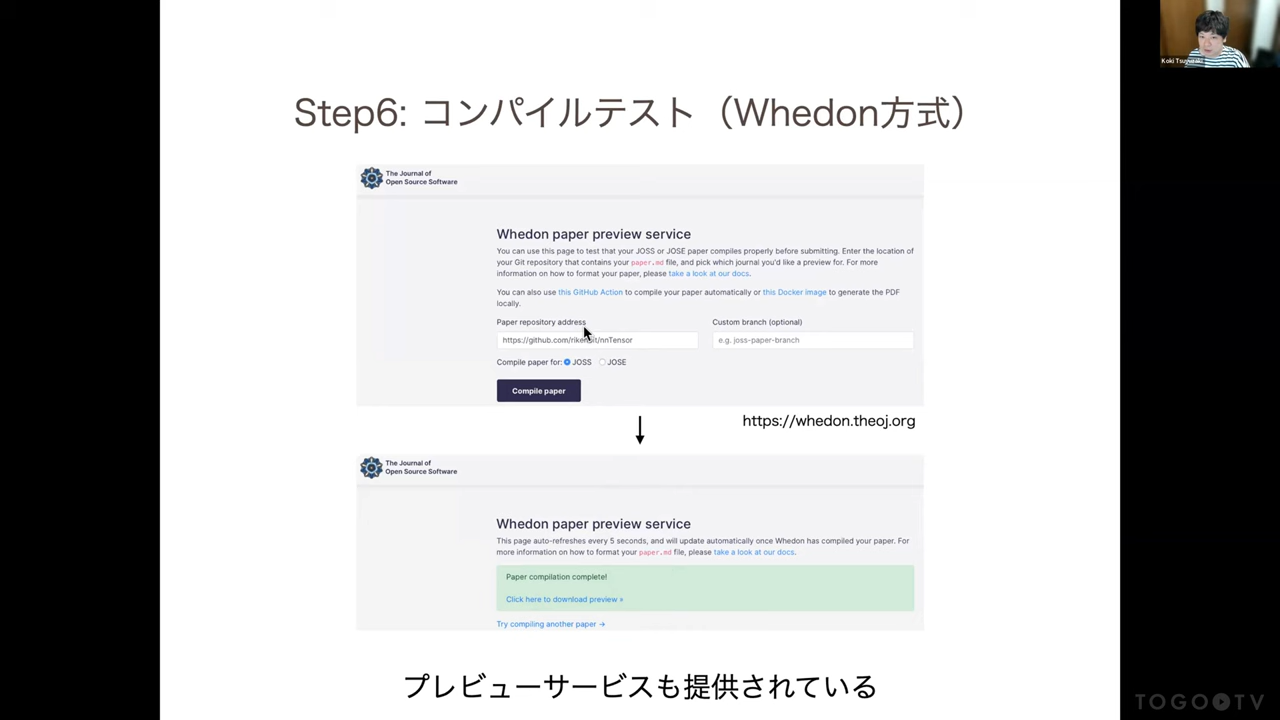 Koki Tsuyuzaki
Step6: コンパイルテスト（Whedon方式）
The Journal of
Open Source Software
Whedon paper preview service
You can use this page to test that your JOSS or JOSE paper compiles properly before submitting. Enter the location
of your Git repository that contains your paper.md file, and pick which journal you'd like a preview for. For more
information on how to format your paper, please take a look at our docs.
You can also use this GitHub Action to compile your paper automatically or this Docker image to generate the PDF
locally.
Paper repository address
Custom branch (optional)
https://github.com/rikenbit/nnTensor
e.g. joss-paper-branch
Compile paper for: JOSS JOSE
Compile paper
https://whedon.theoj.org
The Journal of
Open Source Software
Whedon paper preview service
This page auto-refreshes every 5 seconds, and will update automatically once Whedon has compiled your paper. For
more information on how to format your paper.md file, please take a look at our docs.
Paper compilation complete!
Click here to download preview »
Try compiling another paper →
プレビューサービスも提供されている
TOGOTV